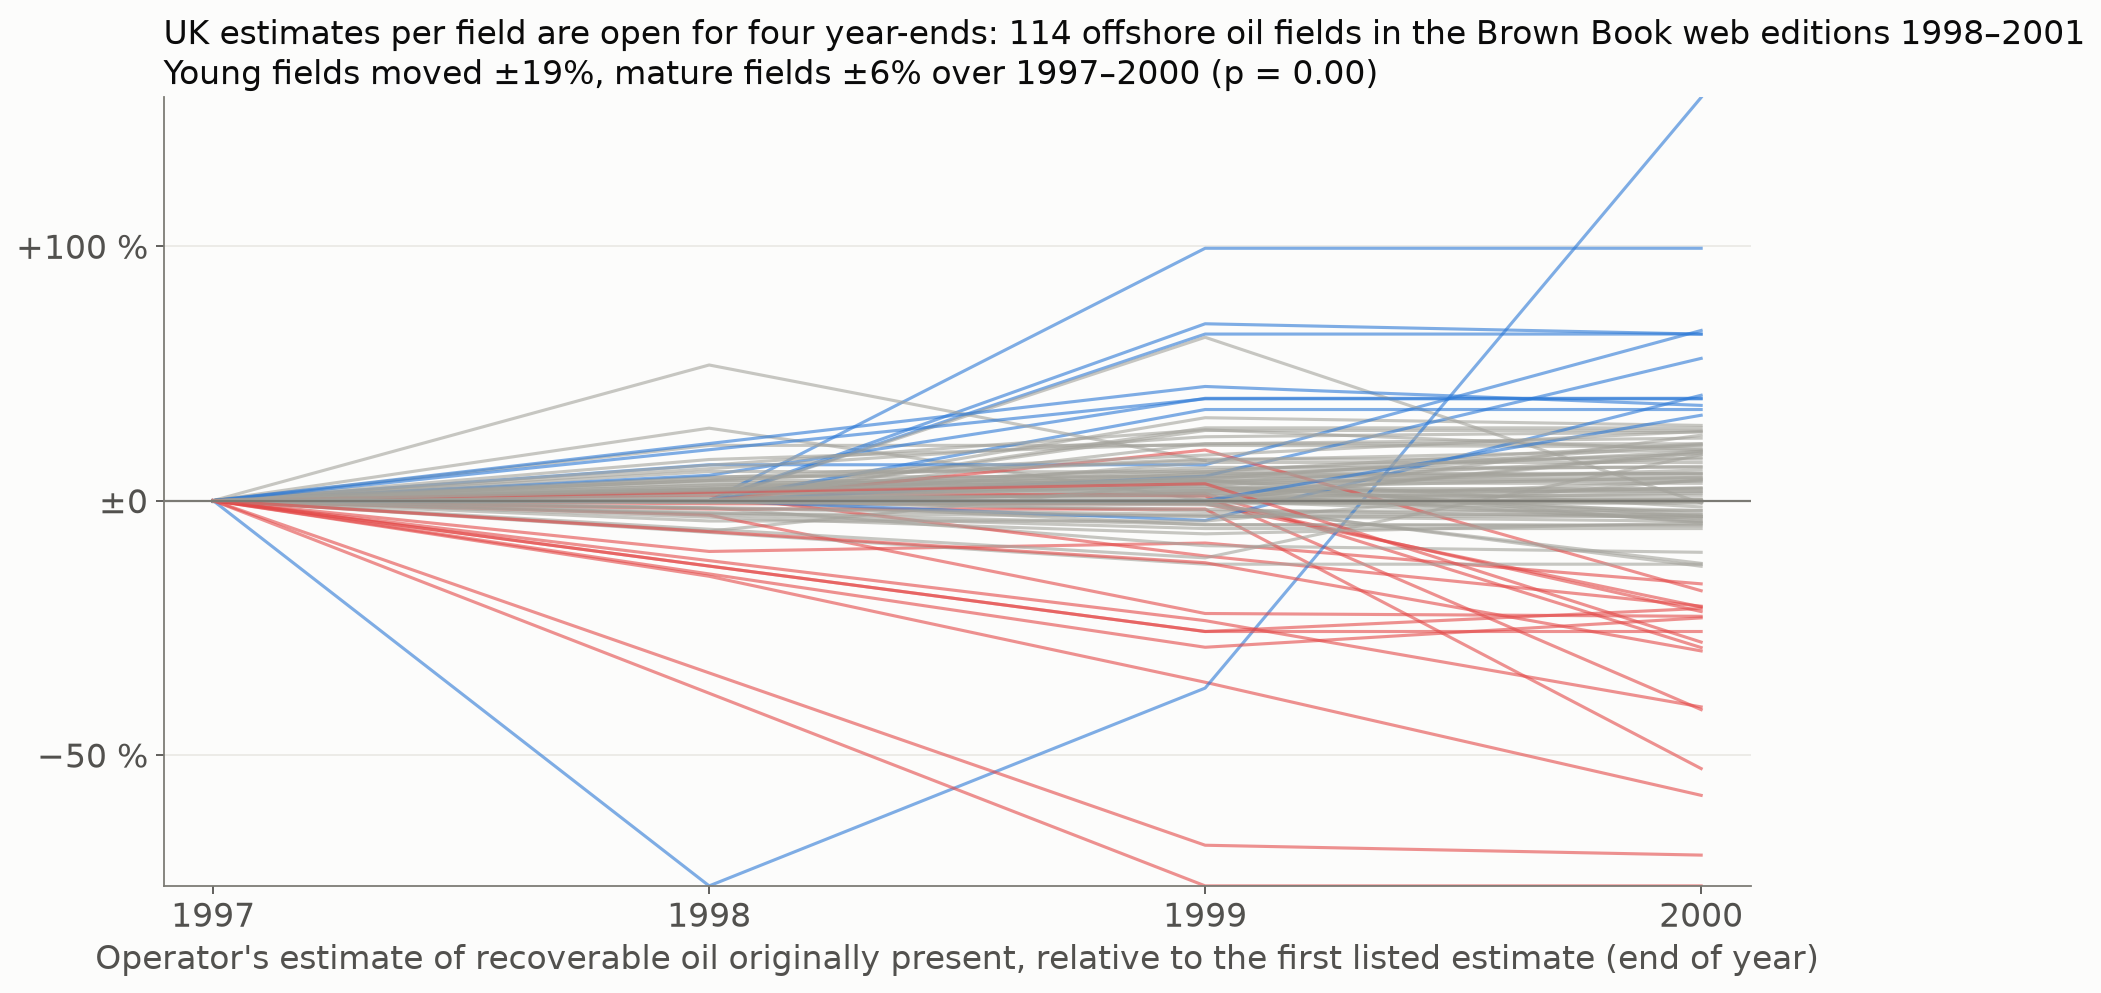 UK estimates per field are open for four year-ends: 114 offshore oil fields in the Brown Book web editions 1998–2001
Young fields moved ±19%, mature fields ±6% over 1997–2000 (p = 0.00)
+100 %
±0
−50 %
1997
1998
1999
2000
Operator's estimate of recoverable oil originally present, relative to the first listed estimate (end of year)